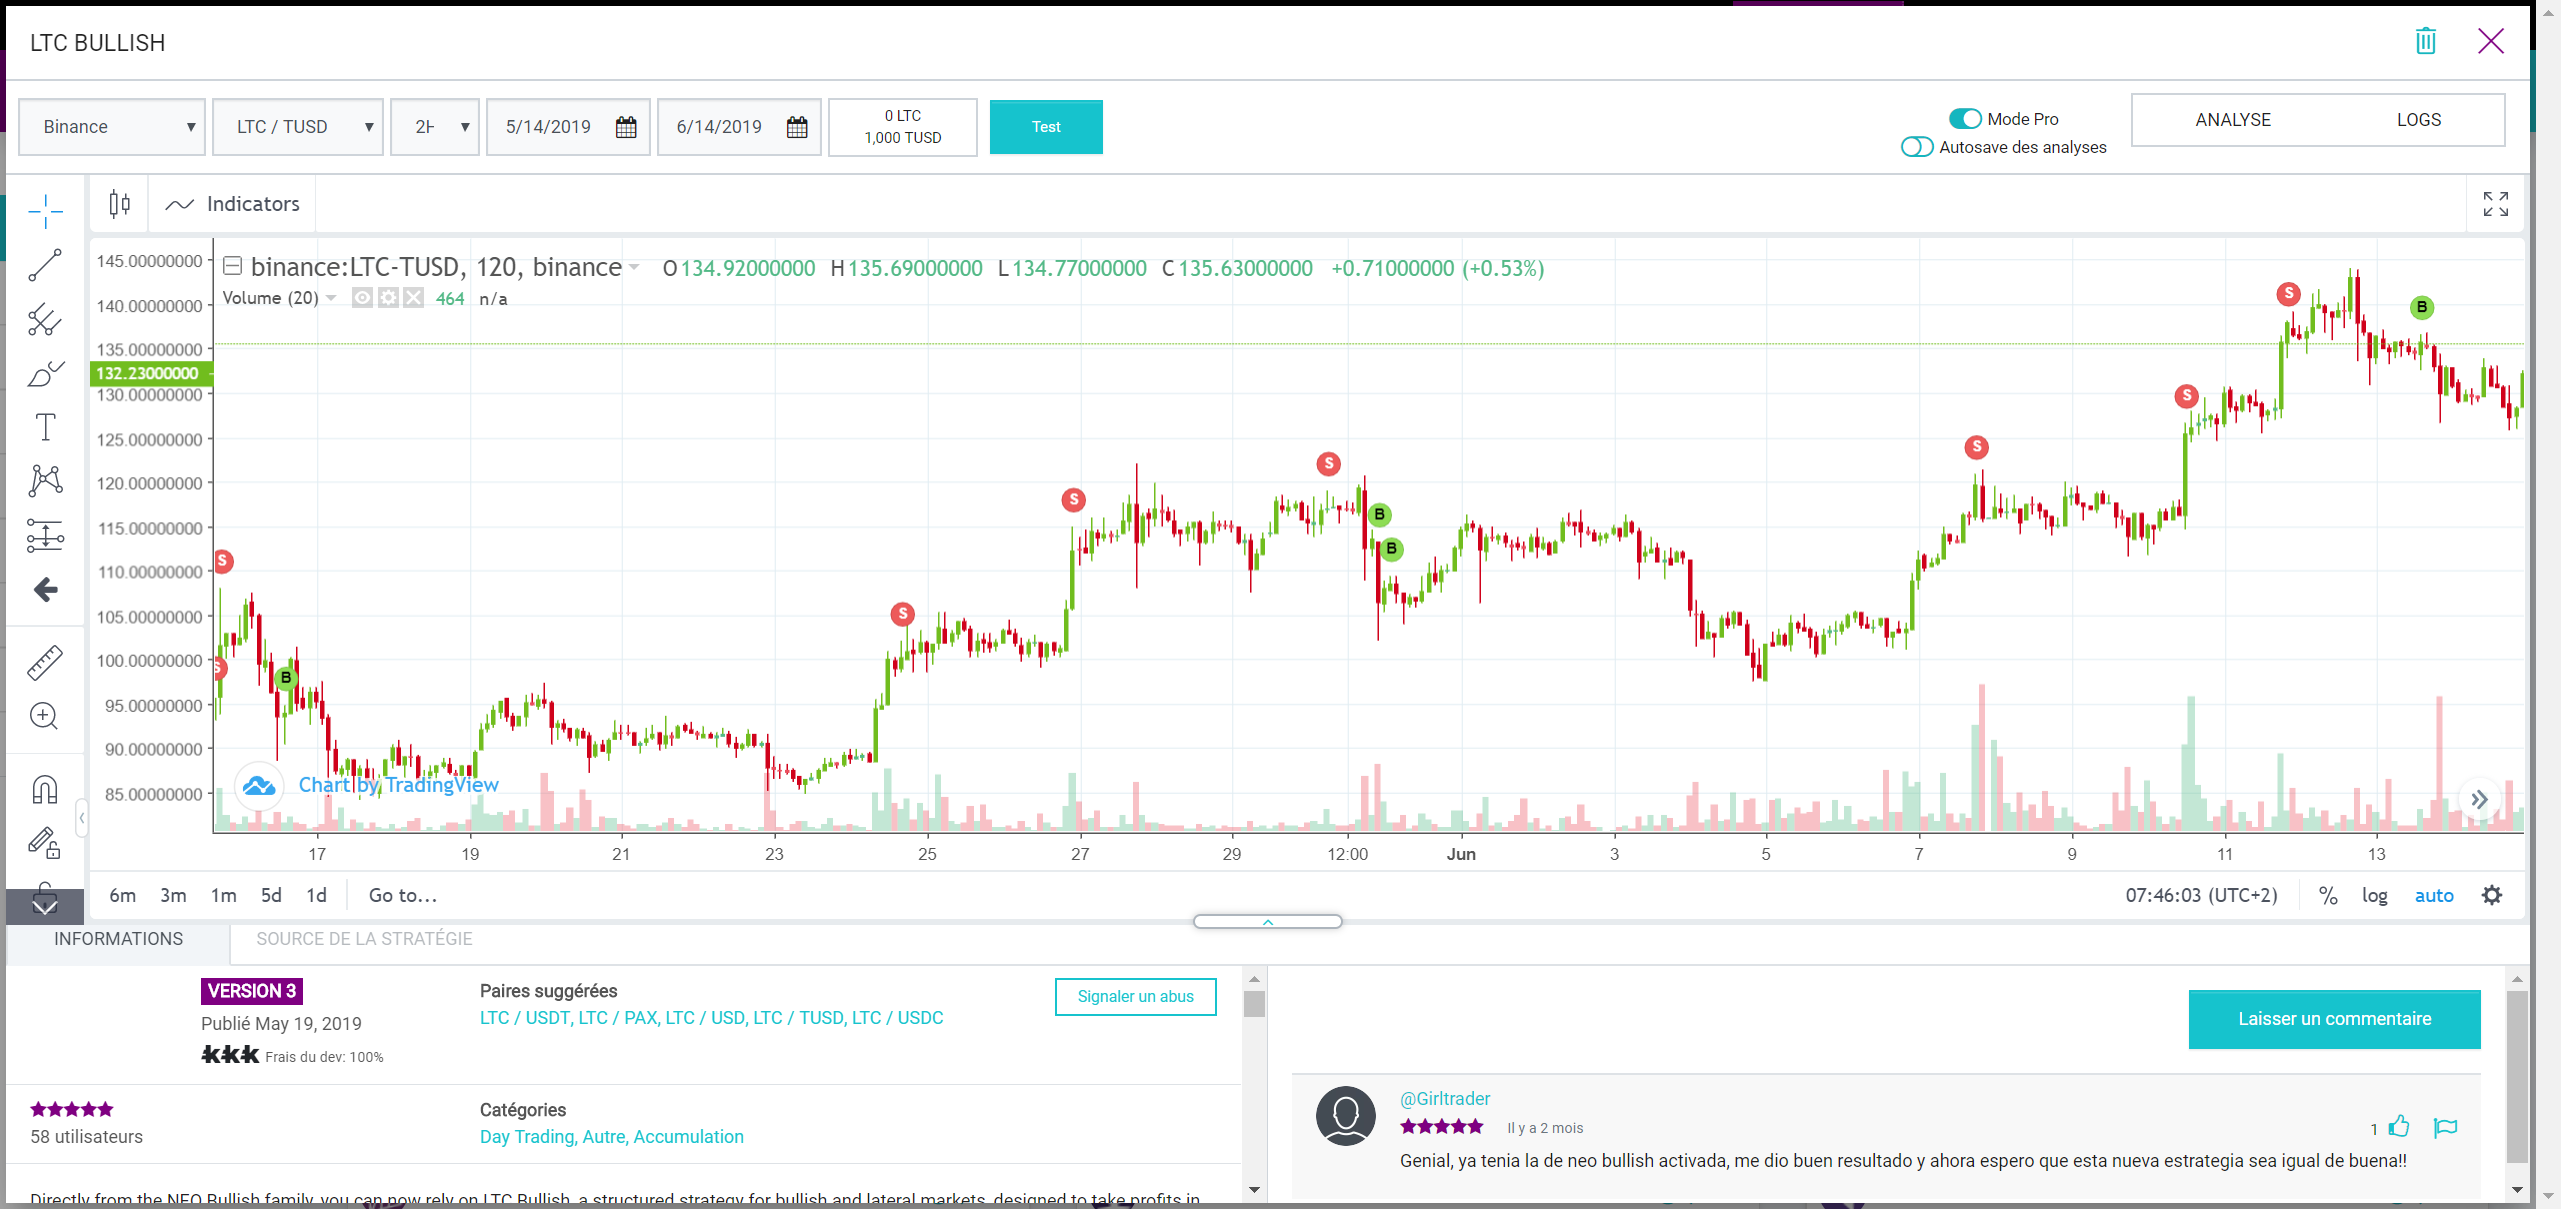 LTC BULLISH
Binance
LTC / TUSD
2H
5/14/2019
6/14/2019
0 LTC
1,000 TUSD
Test
Mode Pro
Autosave des analyses
ANALYSE
LOGS
Indicators
binance:LTC-TUSD, 120, binance
O134.92000000 H135.69000000 L134.77000000 C135.63000000 +0.71000000 (+0.53%)
Volume (20)
464 n/a
145.00000000
140.00000000
135.00000000
132.23000000
130.00000000
125.00000000
120.00000000
115.00000000
110.00000000
105.00000000
100.00000000
95.00000000
90.00000000
85.00000000
S
S
B
S
S
S
B
B
S
S
S
B
Chart by TradingView
17 19 21 23 25 27 29 12:00 Jun 3 5 7 9 11 13
6m 3m 1m 5d 1d Go to...
07:46:03 (UTC+2) % log auto
INFORMATIONS
SOURCE DE LA STRATÉGIE
VERSION 3
Publié May 19, 2019
Frais du dev: 100%
Paires suggérées
LTC / USDT, LTC / PAX, LTC / USD, LTC / TUSD, LTC / USDC
Signaler un abus
58 utilisateurs
Catégories
Day Trading, Autre, Accumulation
Directly from the NEO Bullish family, you can now rely on LTC Bullish, a structured strategy for bullish and lateral markets, designed to take profits in
Laisser un commentaire
@Girltrader
Il y a 2 mois
1
Genial, ya tenia la de neo bullish activada, me dio buen resultado y ahora espero que esta nueva estrategia sea igual de buena!!